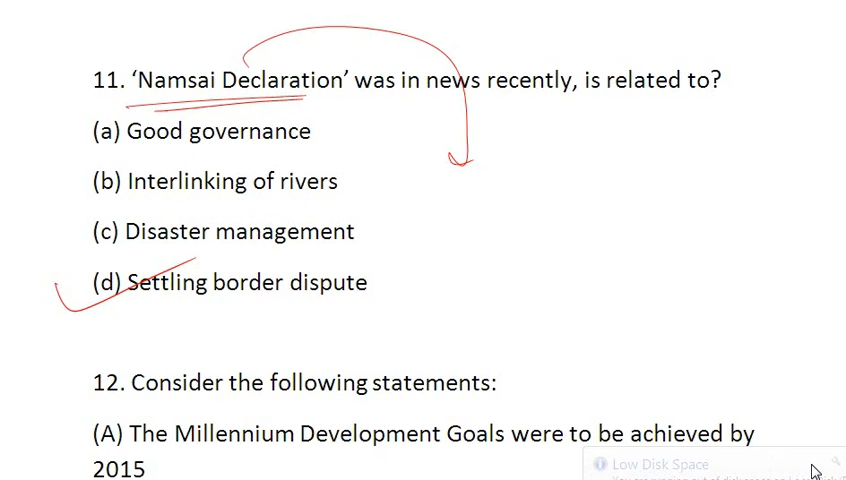 11. ‘Namsai Declaration’ was in news recently, is related to?
(a) Good governance
(b) Interlinking of rivers
(c) Disaster management
(d) Settling border dispute
12. Consider the following statements:
(A) The Millennium Development Goals were to be achieved by
2015
Low Disk Space